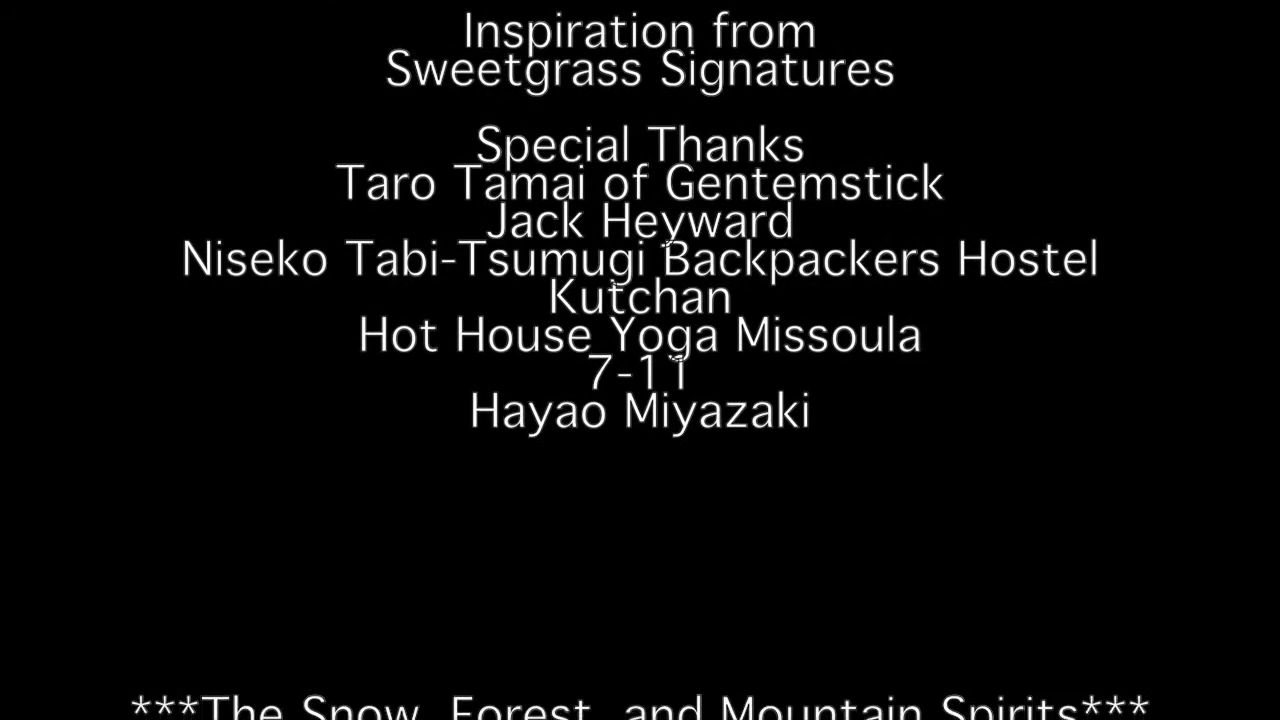 Inspiration from
Sweetgrass Signatures
Special Thanks
Taro Tamai of Gentemstick
Jack Heyward
Niseko Tabi-Tsumugi Backpackers Hostel
Kutchan
Hot House Yoga Missoula
7-11
Hayao Miyazaki
***The Snow, Forest, and Mountain Spirits***